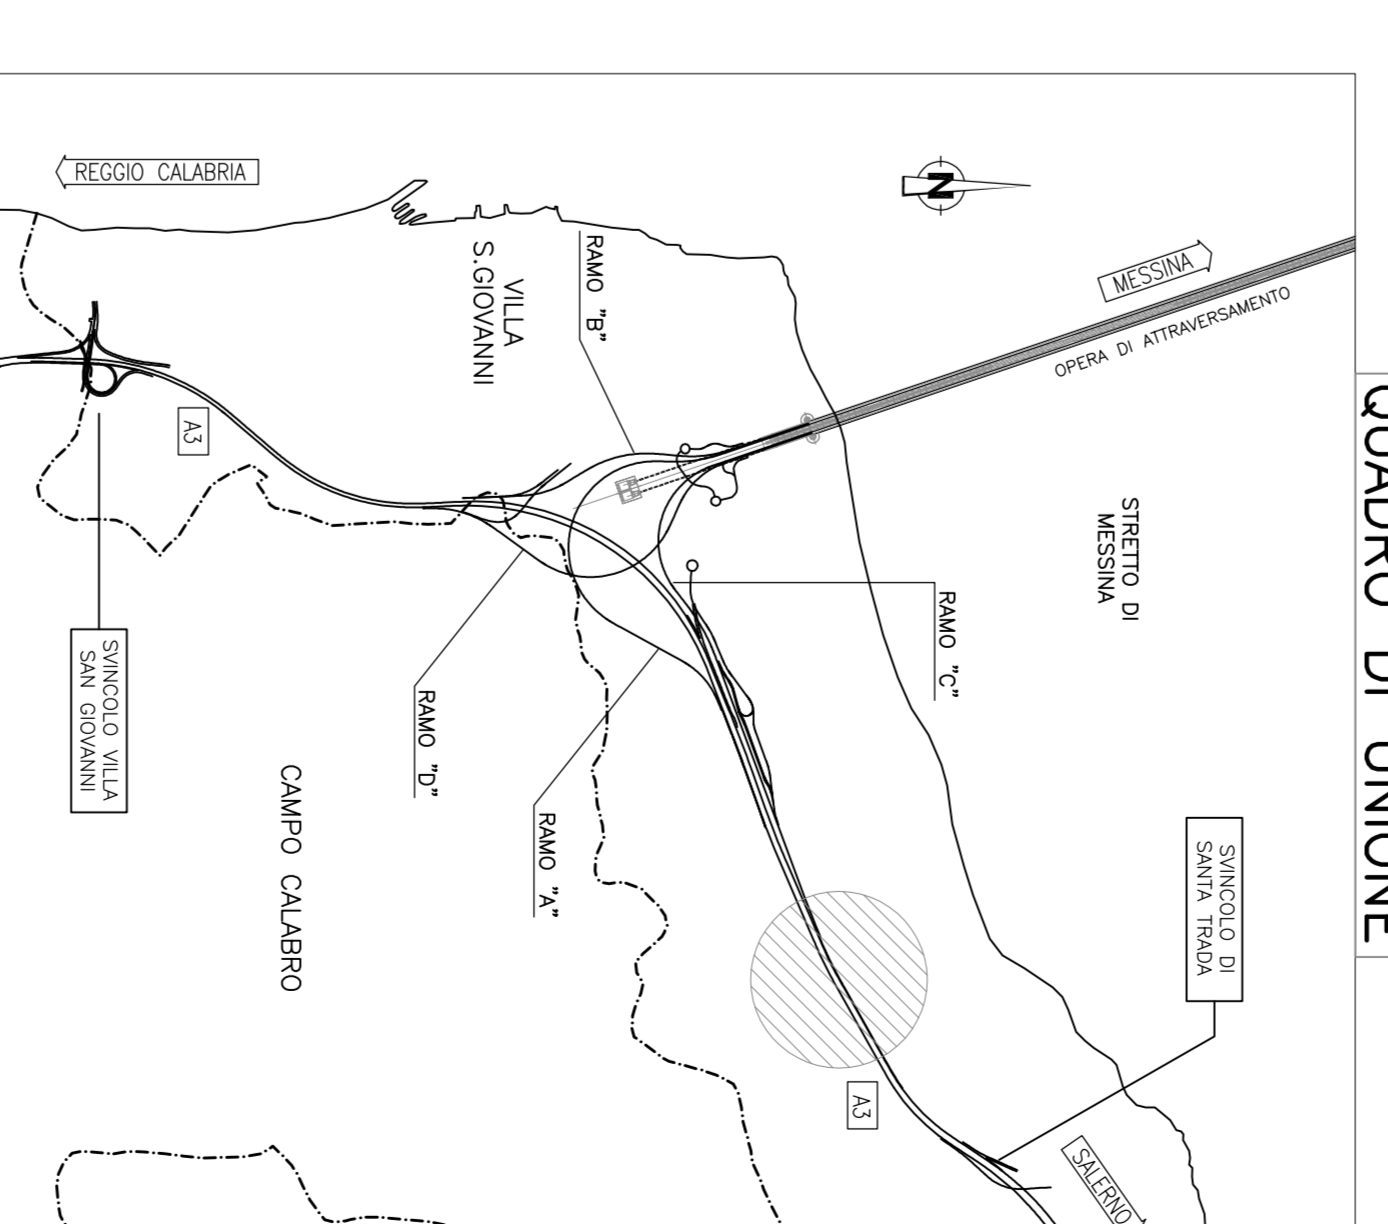 REGGIO CALABRIA
N
MESSINA
OPERA DI ATTRAVERSAMENTO
VILLA
S.GIOVANNI
RAMO "B"
A3
STRETTO DI
MESSINA
RAMO "C"
SVINCOLO VILLA
SAN GIOVANNI
RAMO "D"
RAMO "A"
CAMPO CALABRO
SVINCOLO DI
SANTA TRADA
A3
SALERNO
QUADRO DI UNIONE